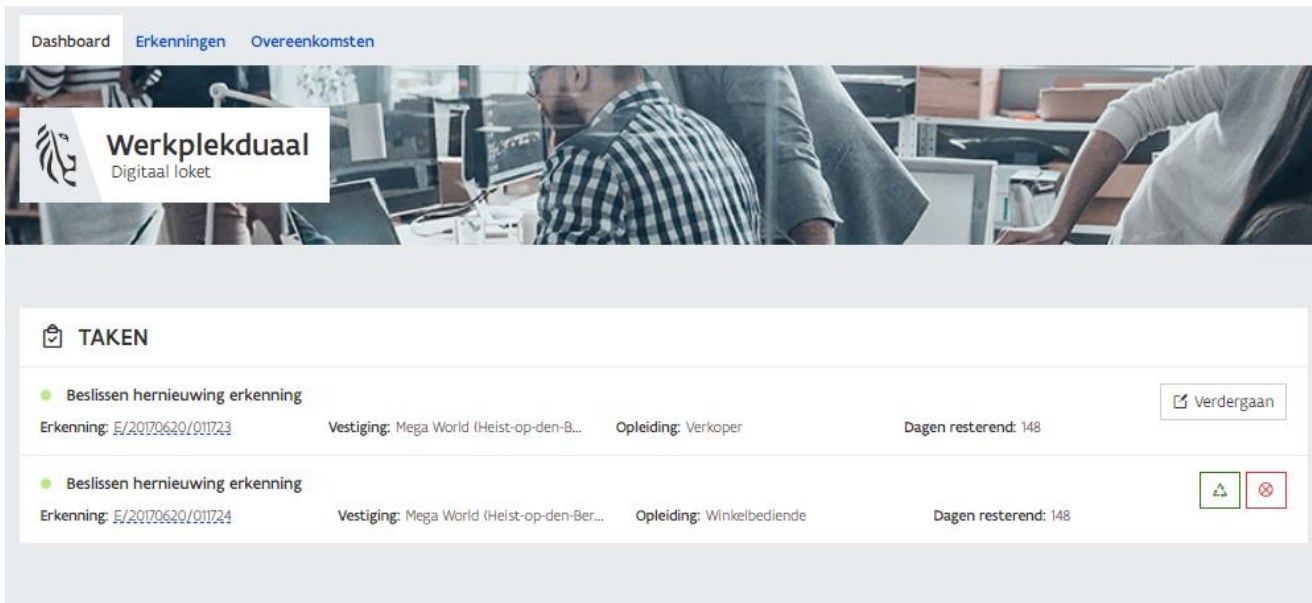 Dashboard Erkenningen Overeenkomsten
Werkplekduaal
Digitaal loket
TAKEN
Beslissen hernieuwing erkenning
Verdergaan
Erkenning: E/20170620/011723 Vestiging: Mega World (Heist-op-den-B... Opleiding: Verkoper Dagen resterend: 148
Beslissen hernieuwing erkenning
Erkenning: E/20170620/011724 Vestiging: Mega World (Heist-op-den-Ber... Opleiding: Winkelbediende Dagen resterend: 148